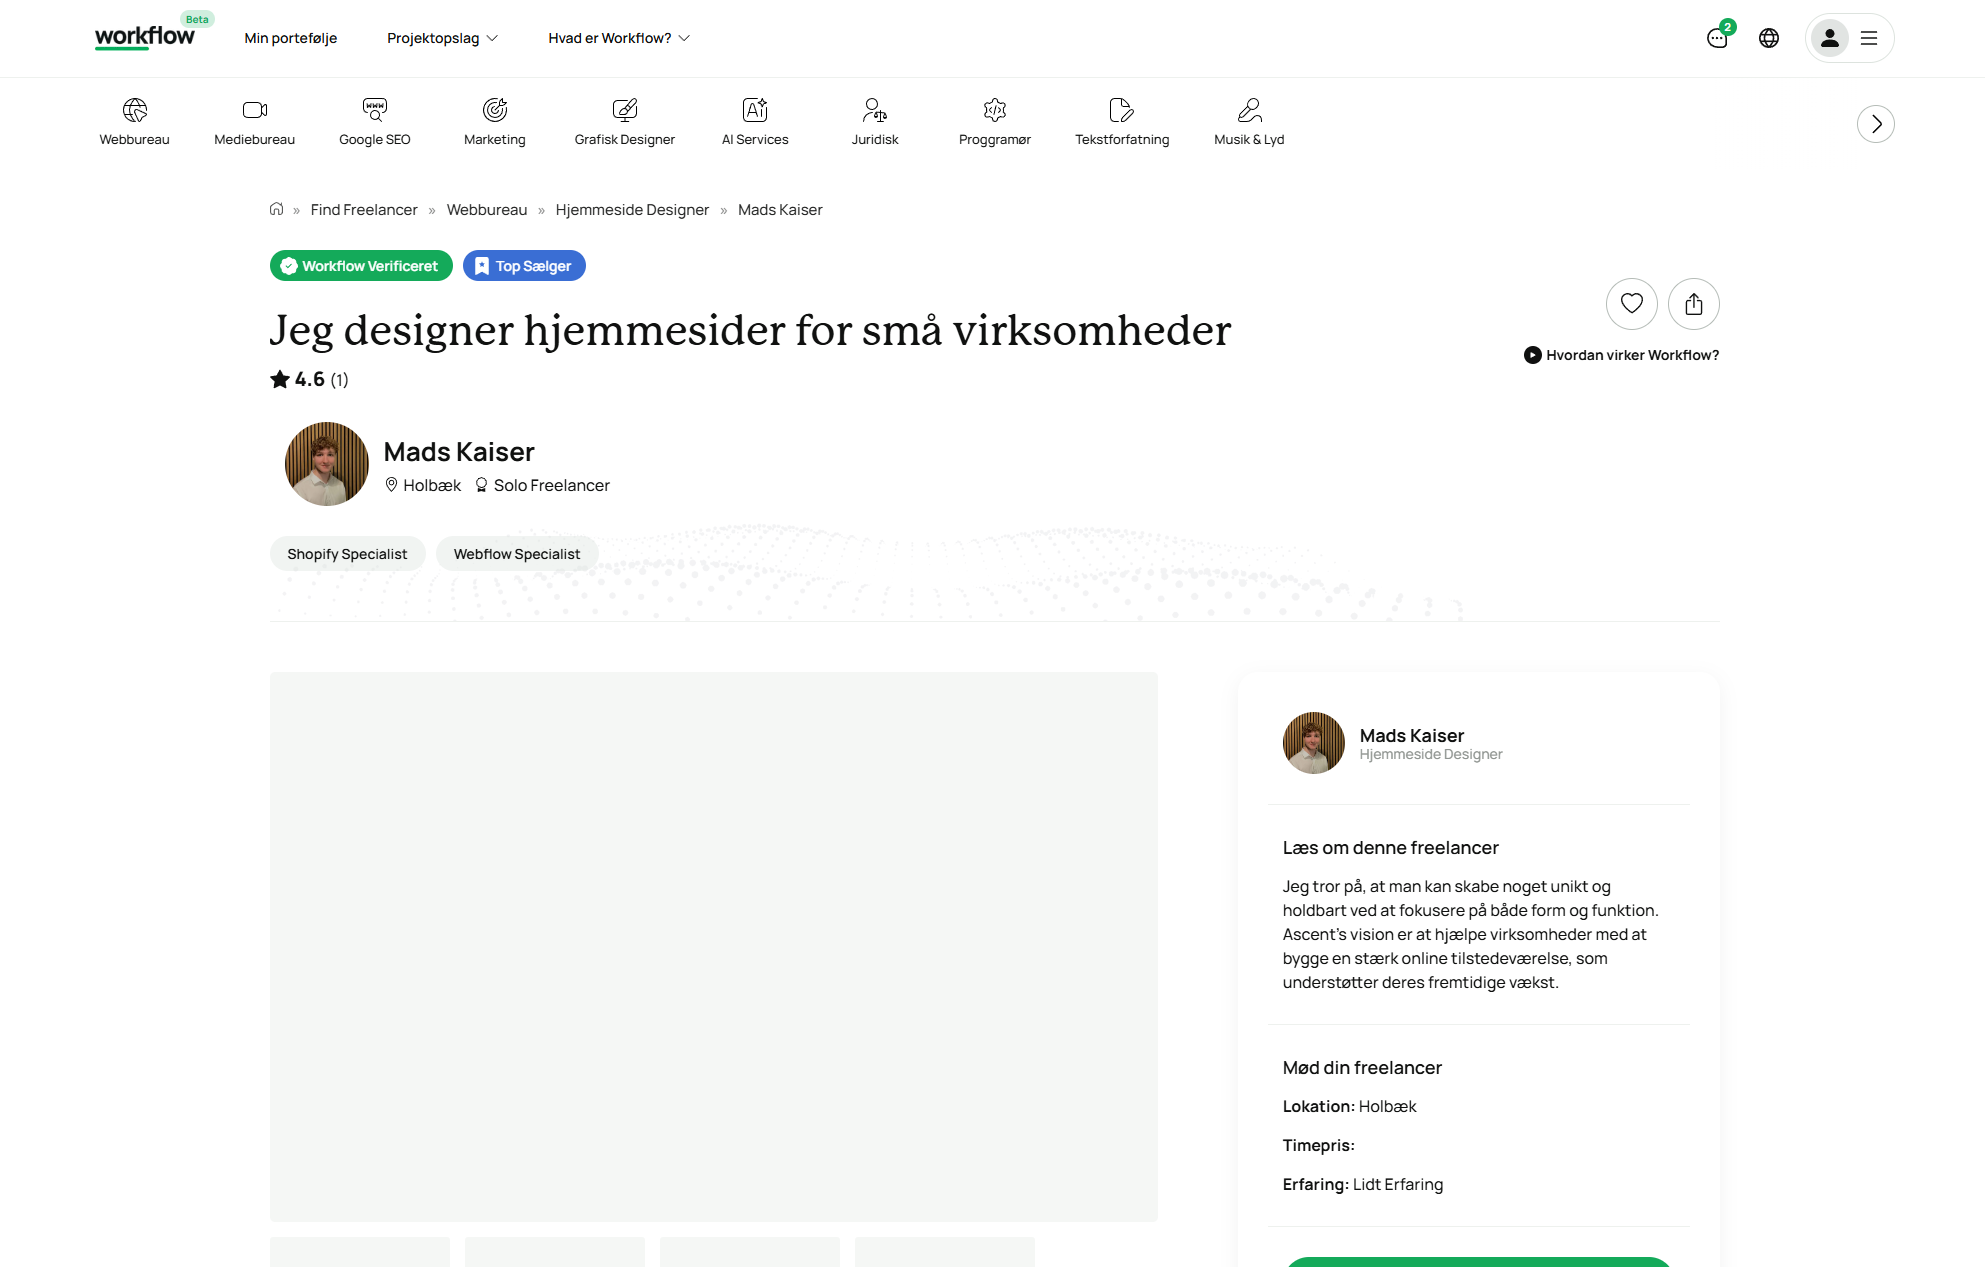 workflow Beta
Min portefølje
Projektopslag
Hvad er Workflow?
2
Webbureau
Mediebureau
Google SEO
Marketing
Grafisk Designer
AI Services
Juridisk
Proggramør
Tekstforfatning
Musik & Lyd
» Find Freelancer » Webbureau » Hjemmeside Designer » Mads Kaiser
Workflow Verificeret
Top Sælger
Jeg designer hjemmesider for små virksomheder
4.6 (1)
Hvordan virker Workflow?
Mads Kaiser
Holbæk
Solo Freelancer
Shopify Specialist
Webflow Specialist
Mads Kaiser
Hjemmeside Designer
Læs om denne freelancer
Jeg tror på, at man kan skabe noget unikt og
holdbart ved at fokusere på både form og funktion.
Ascent's vision er at hjælpe virksomheder med at
bygge en stærk online tilstedeværelse, som
understøtter deres fremtidige vækst.
Mød din freelancer
Lokation: Holbæk
Timepris:
Erfaring: Lidt Erfaring